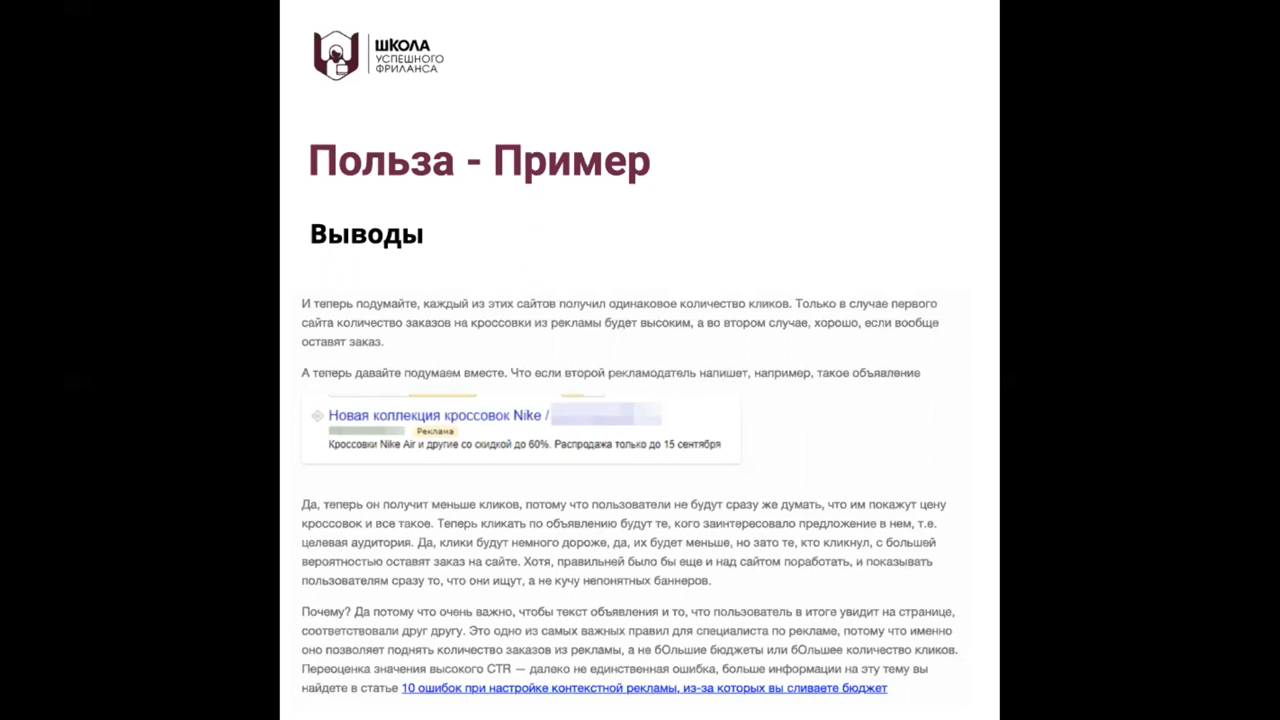 ШКОЛА
УСПЕШНОГО
ФРИЛАНСА
Польза - Пример
Выводы
И теперь подумайте, каждый из этих сайтов получил одинаковое количество кликов. Только в случае первого
сайта количество заказов на кроссовки из рекламы будет высоким, а во втором случае, хорошо, если вообще
оставят заказ.
А теперь давайте подумаем вместе. Что если второй рекламодатель напишет, например, такое объявление
Новая коллекция кроссовок Nike /
Реклама
Кроссовки Nike Air и другие со скидкой до 60%. Распродажа только до 15 сентября
Да, теперь он получит меньше кликов, потому что пользователи не будут сразу же думать, что им покажут цену
кроссовок и все такое. Теперь кликать по объявлению будут те, кого заинтересовало предложение в нем, т.е.
целевая аудитория. Да, клики будут немного дороже, да, их будет меньше, но зато те, кто кликнул, с большей
вероятностью оставят заказ на сайте. Хотя, правильней было бы еще и над сайтом поработать, и показывать
пользователям сразу то, что они ищут, а не кучу непонятных баннеров.
Почему? Да потому что очень важно, чтобы текст объявления и то, что пользователь в итоге увидит на странице,
соответствовали друг другу. Это одно из самых важных правил для специалиста по рекламе, потому что именно
оно позволяет поднять количество заказов из рекламы, а не бОльшие бюджеты или бОльшее количество кликов.
Переоценка значения высокого CTR — далеко не единственная ошибка, больше информации на эту тему вы
найдете в статье 10 ошибок при настройке контекстной рекламы, из-за которых вы сливаете бюджет